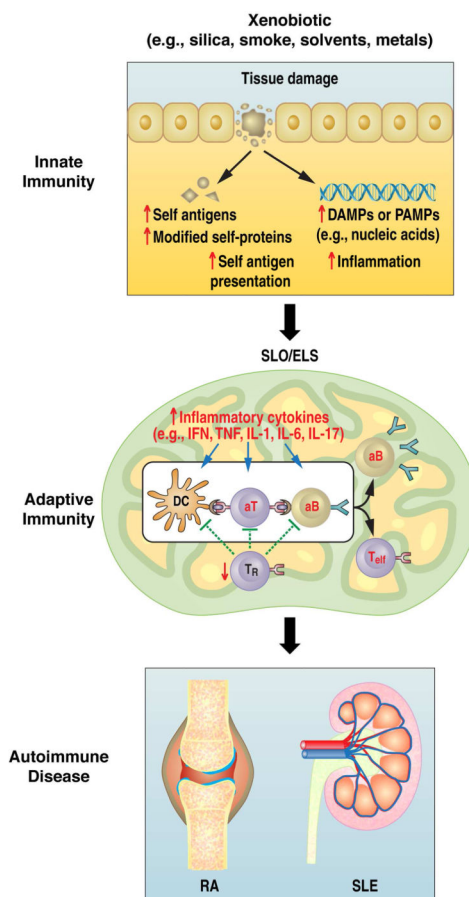 Xenobiotic
(e.g., silica, smoke, solvents, metals)
Tissue damage
Innate
Immunity
↑Self antigens
↑Modified self-proteins
↑DAMPs or PAMPs
(e.g., nucleic acids)
↑Self antigen
presentation
↑Inflammation
SLO/ELS
↑Inflammatory cytokines
(e.g., IFN, TNF, IL-1, IL-6, IL-17)
aB
Adaptive
Immunity
DC
aT
aB
↓
TR
Telf
Autoimmune
Disease
RA
SLE